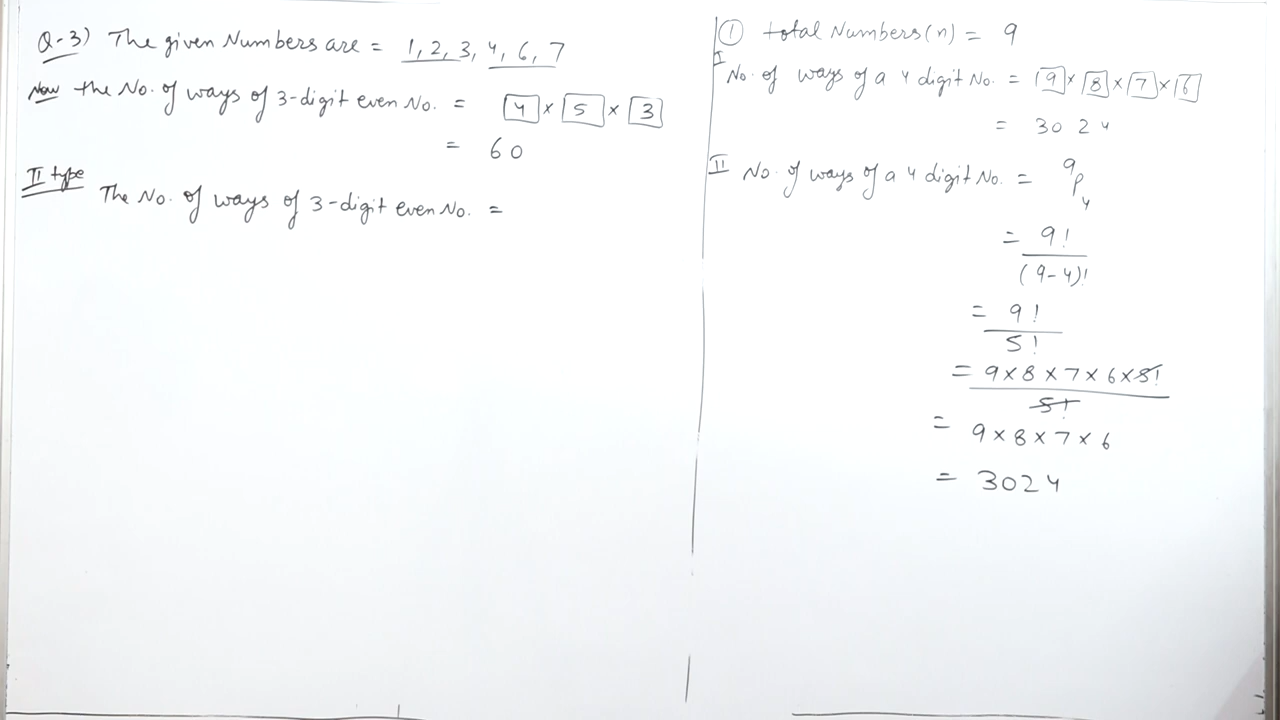 Q-3) The given Numbers are = 1, 2, 3, 4, 6, 7
Now the No. of ways of 3-digit even No. = 4 × 5 × 3
= 60
II type
The No. of ways of 3-digit even No. =
① total Numbers (n) = 9
I No. of ways of a 4 digit No. = 9 × 8 × 7 × 6
= 3024
II No. of ways of a 4 digit No. = ⁹P₄
= 9!
(9-4)!
= 9!
5!
= 9 × 8 × 7 × 6 × 5!
5!
= 9 × 8 × 7 × 6
= 3024